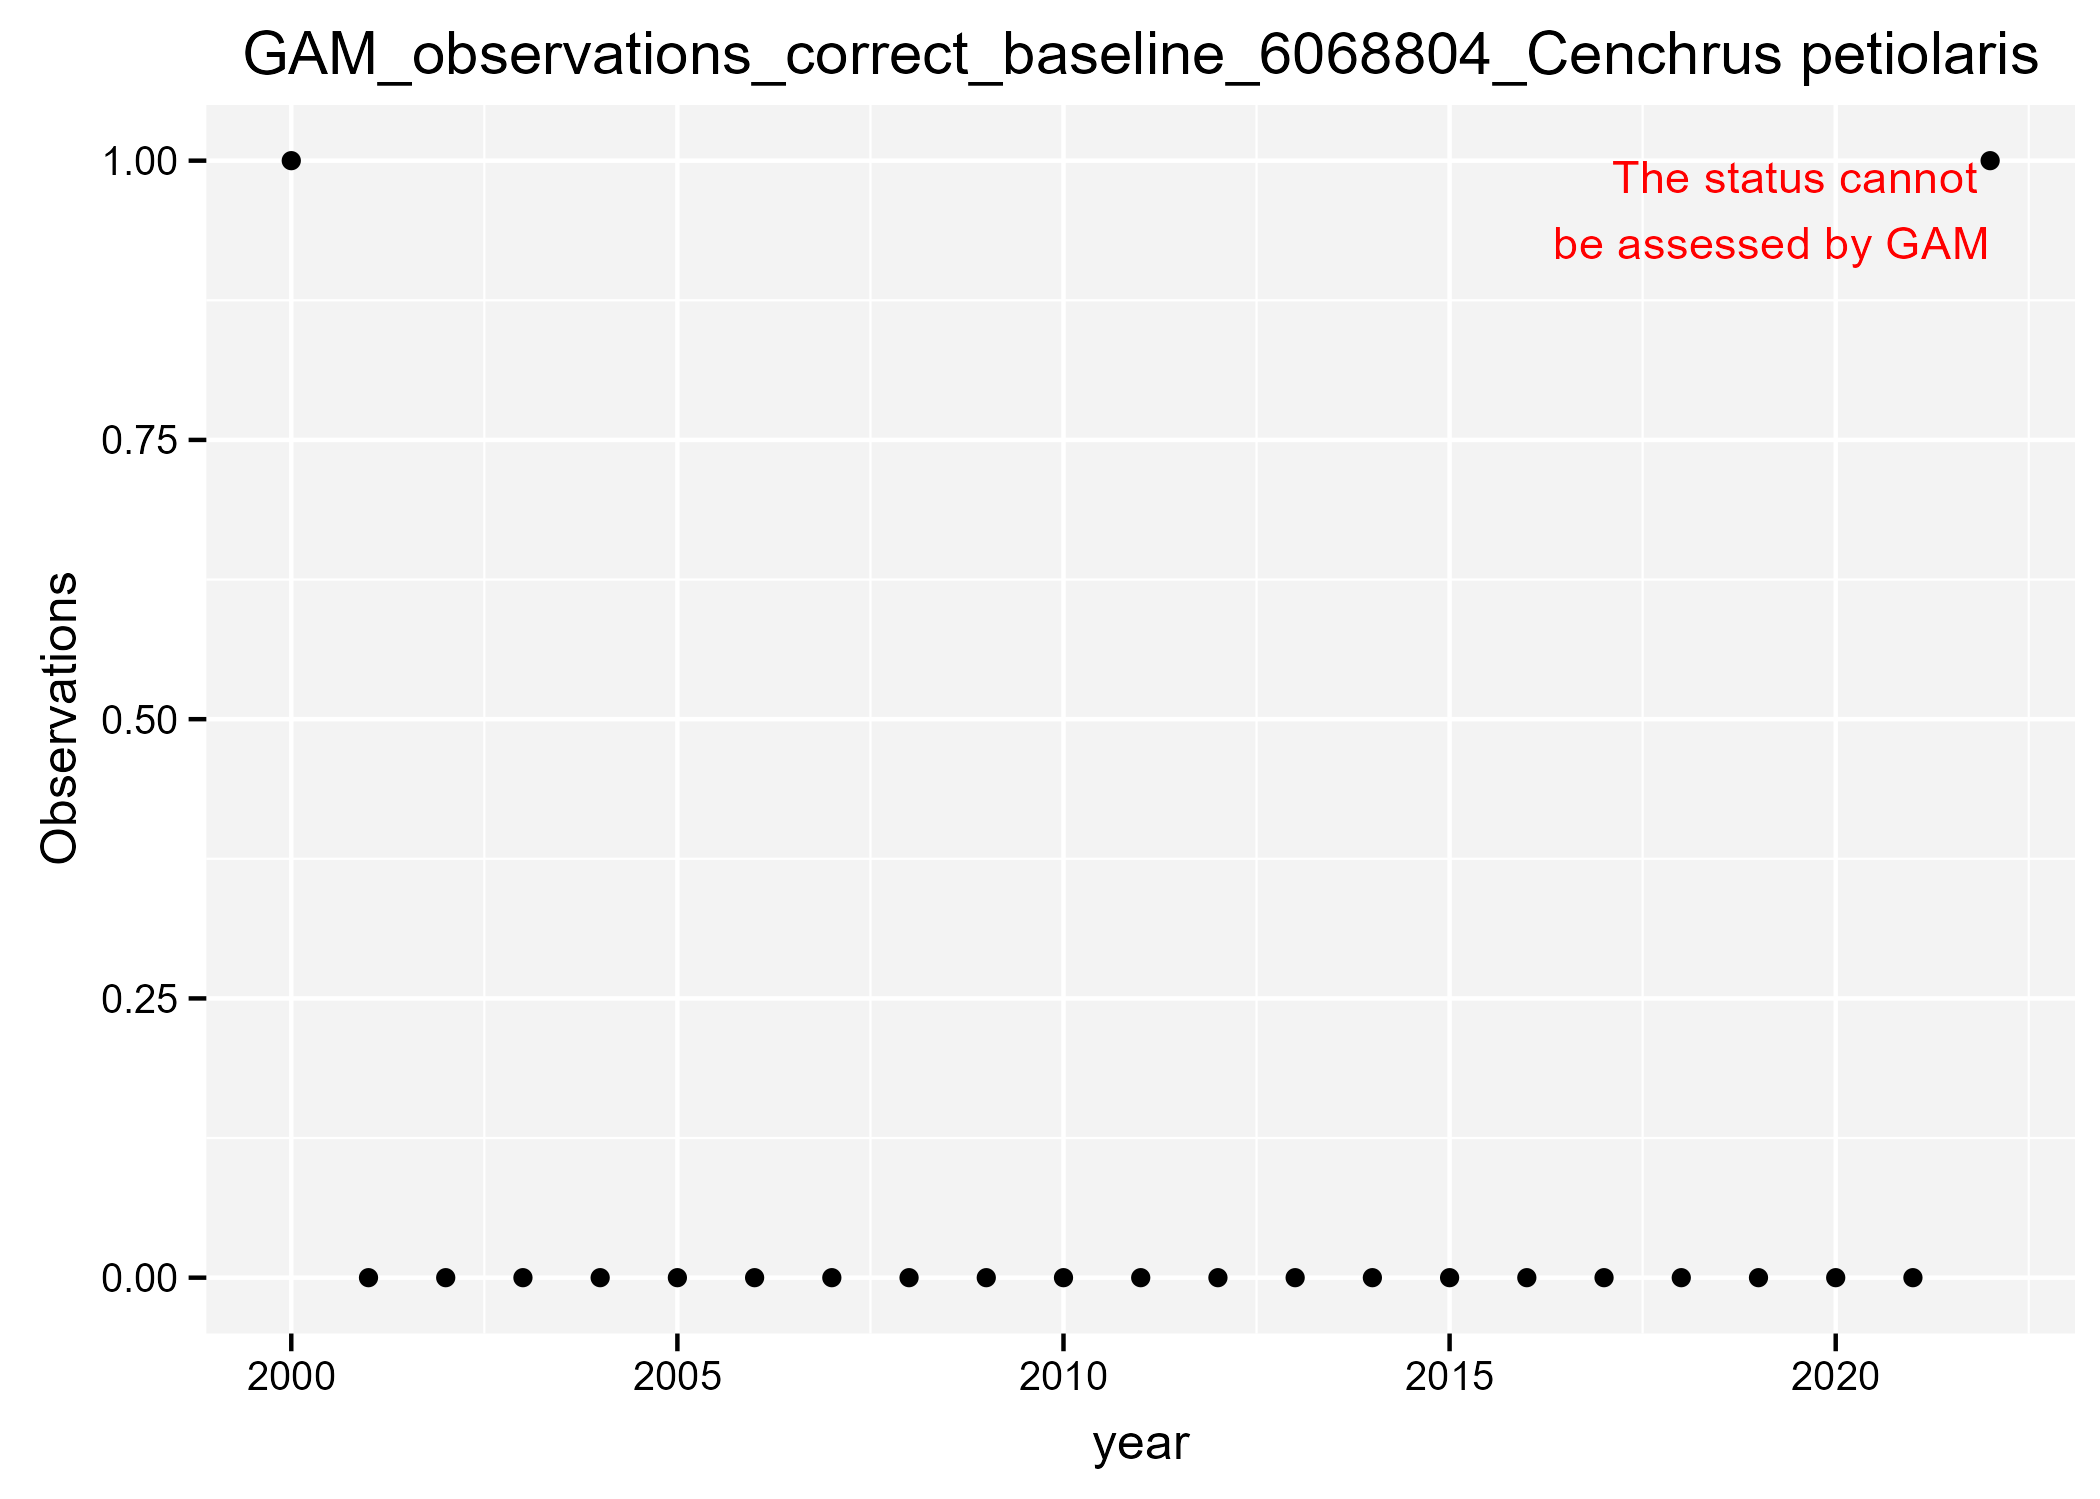 GAM_observations_correct_baseline_6068804_Cenchrus petiolaris
1.00
The status cannot
be assessed by GAM
0.75
0.50
0.25
0.00
Observations
2000 2005 2010 2015 2020
year